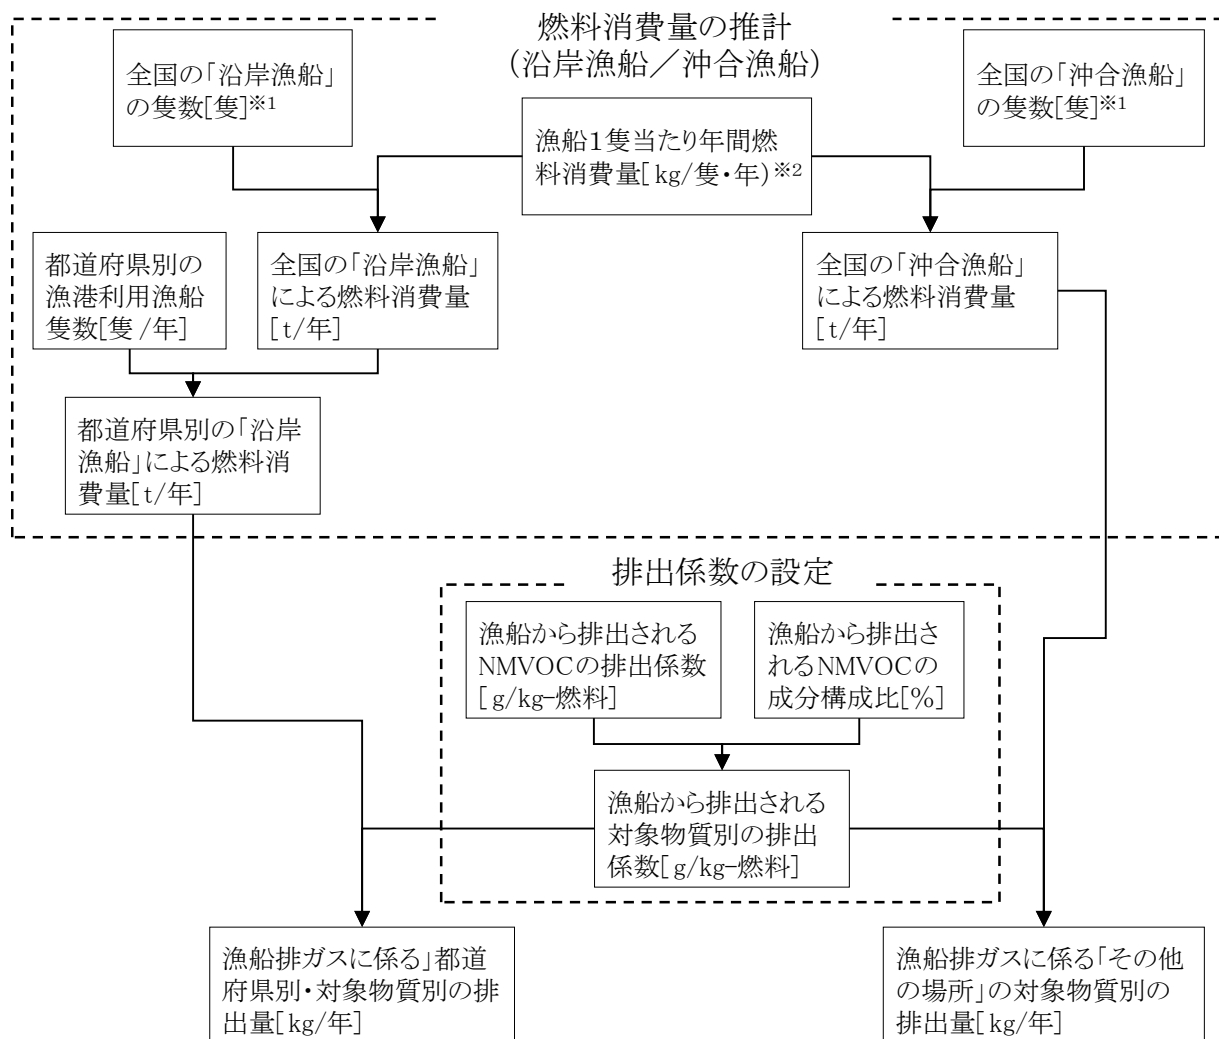 燃料消費量の推計
(沿岸漁船／沖合漁船)
全国の「沿岸漁船」
の隻数[隻]※1
全国の「沖合漁船」
の隻数[隻]※1
漁船1隻当たり年間燃
料消費量[kg/隻・年)※2
都道府県別の
漁港利用漁船
隻数[隻/年]
全国の「沿岸漁船」
による燃料消費量
[t/年]
全国の「沖合漁船」
による燃料消費量
[t/年]
都道府県別の「沿岸
漁船」による燃料消
費量[t/年]
排出係数の設定
漁船から排出される
NMVOCの排出係数
[g/kg-燃料]
漁船から排出さ
れるNMVOCの
成分構成比[%]
漁船から排出される
対象物質別の排出
係数[g/kg-燃料]
漁船排ガスに係る」都道
府県別・対象物質別の排
出量[kg/年]
漁船排ガスに係る「その他
の場所」の対象物質別の
排出量[kg/年]